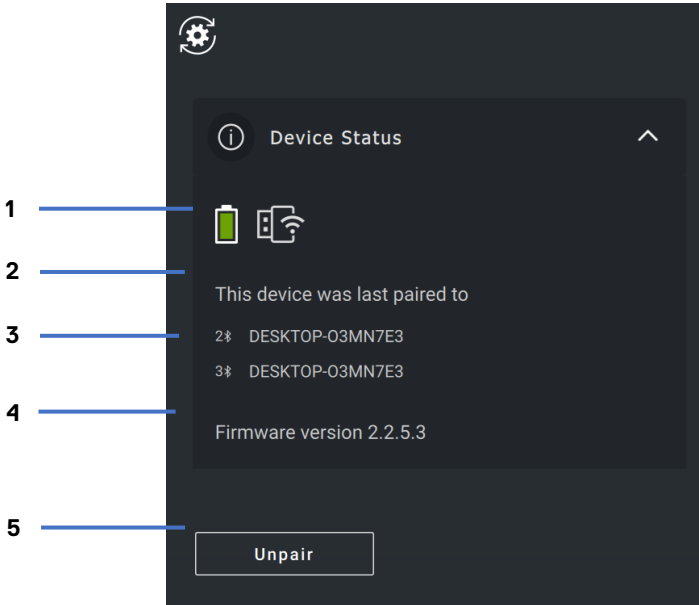 Device Status
1
2
This device was last paired to
3
2 DESKTOP-O3MN7E3
3 DESKTOP-O3MN7E3
4
Firmware version 2.2.5.3
5
Unpair